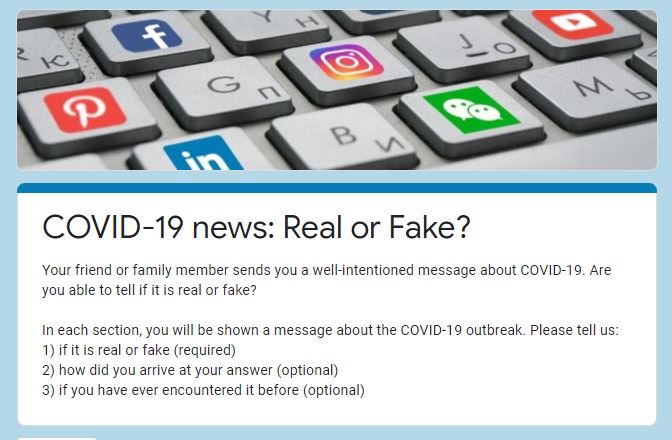 Y H
R К
J О
G П
М Ь
B И
in
COVID-19 news: Real or Fake?
Your friend or family member sends you a well-intentioned message about COVID-19. Are
you able to tell if it is real or fake?
In each section, you will be shown a message about the COVID-19 outbreak. Please tell us:
1) if it is real or fake (required)
2) how did you arrive at your answer (optional)
3) if you have ever encountered it before (optional)